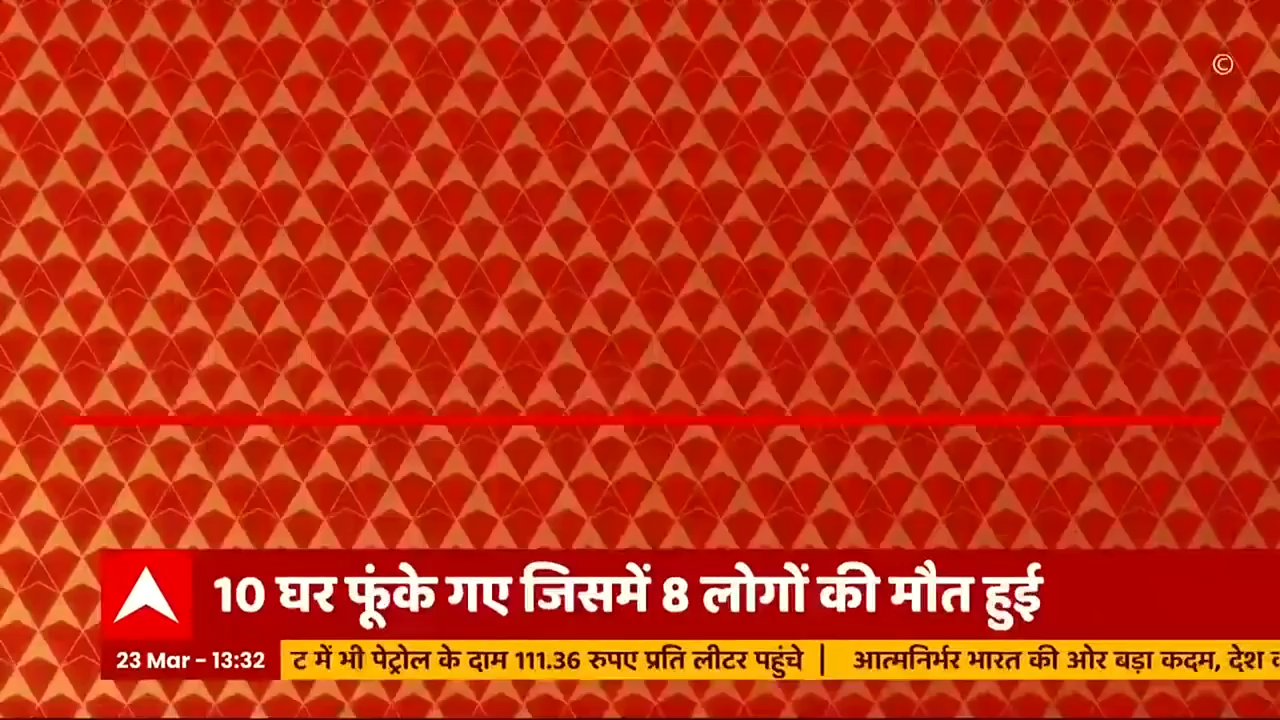 ©
10 घर फूंके गए जिसमें 8 लोगों की मौत हुई
23 Mar – 13:32
में भी पेट्रोल के दाम 111.36 रुपए प्रति लीटर पहुंचे | आत्मनिर्भर भारत की ओर बड़ा कदम, देश